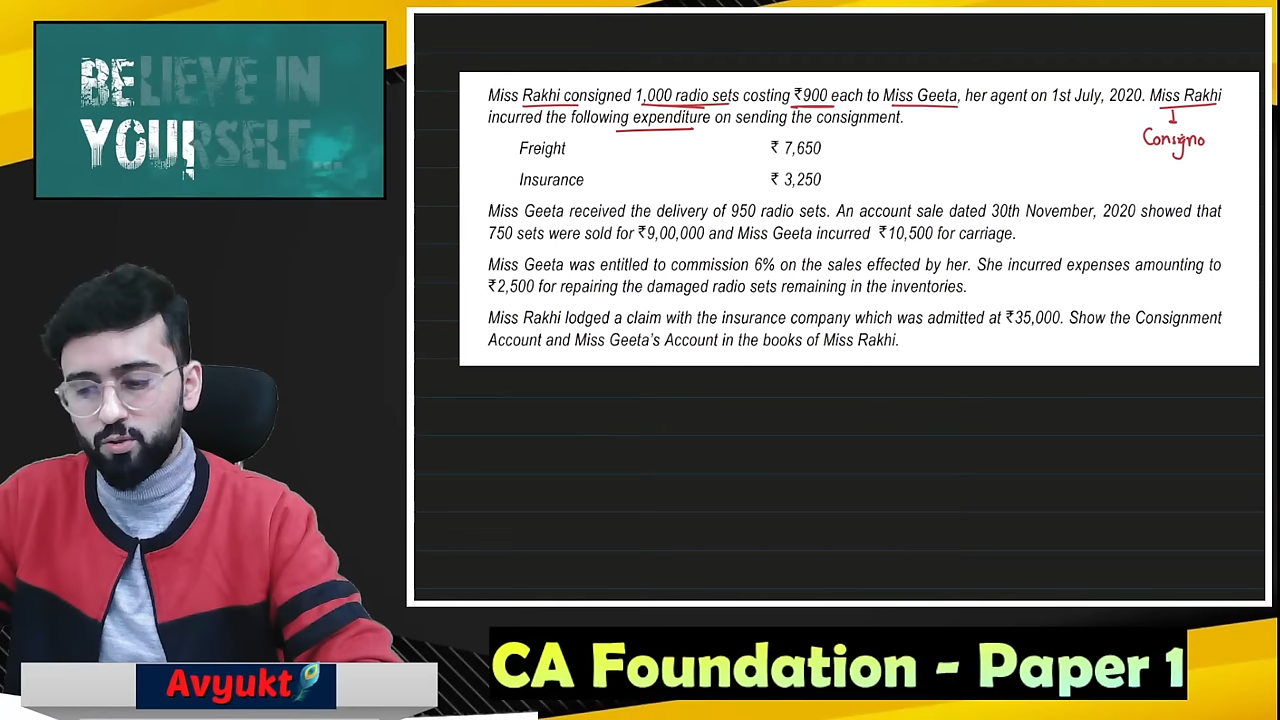 BELIEVE IN
YOURSELF...
Miss Rakhi consigned 1,000 radio sets costing ₹900 each to Miss Geeta, her agent on 1st July, 2020. Miss Rakhi
incurred the following expenditure on sending the consignment.
Consigno
Freight ₹ 7,650
Insurance ₹ 3,250
Miss Geeta received the delivery of 950 radio sets. An account sale dated 30th November, 2020 showed that
750 sets were sold for ₹9,00,000 and Miss Geeta incurred ₹10,500 for carriage.
Miss Geeta was entitled to commission 6% on the sales effected by her. She incurred expenses amounting to
₹2,500 for repairing the damaged radio sets remaining in the inventories.
Miss Rakhi lodged a claim with the insurance company which was admitted at ₹35,000. Show the Consignment
Account and Miss Geeta's Account in the books of Miss Rakhi.
Avyukt
CA Foundation - Paper 1